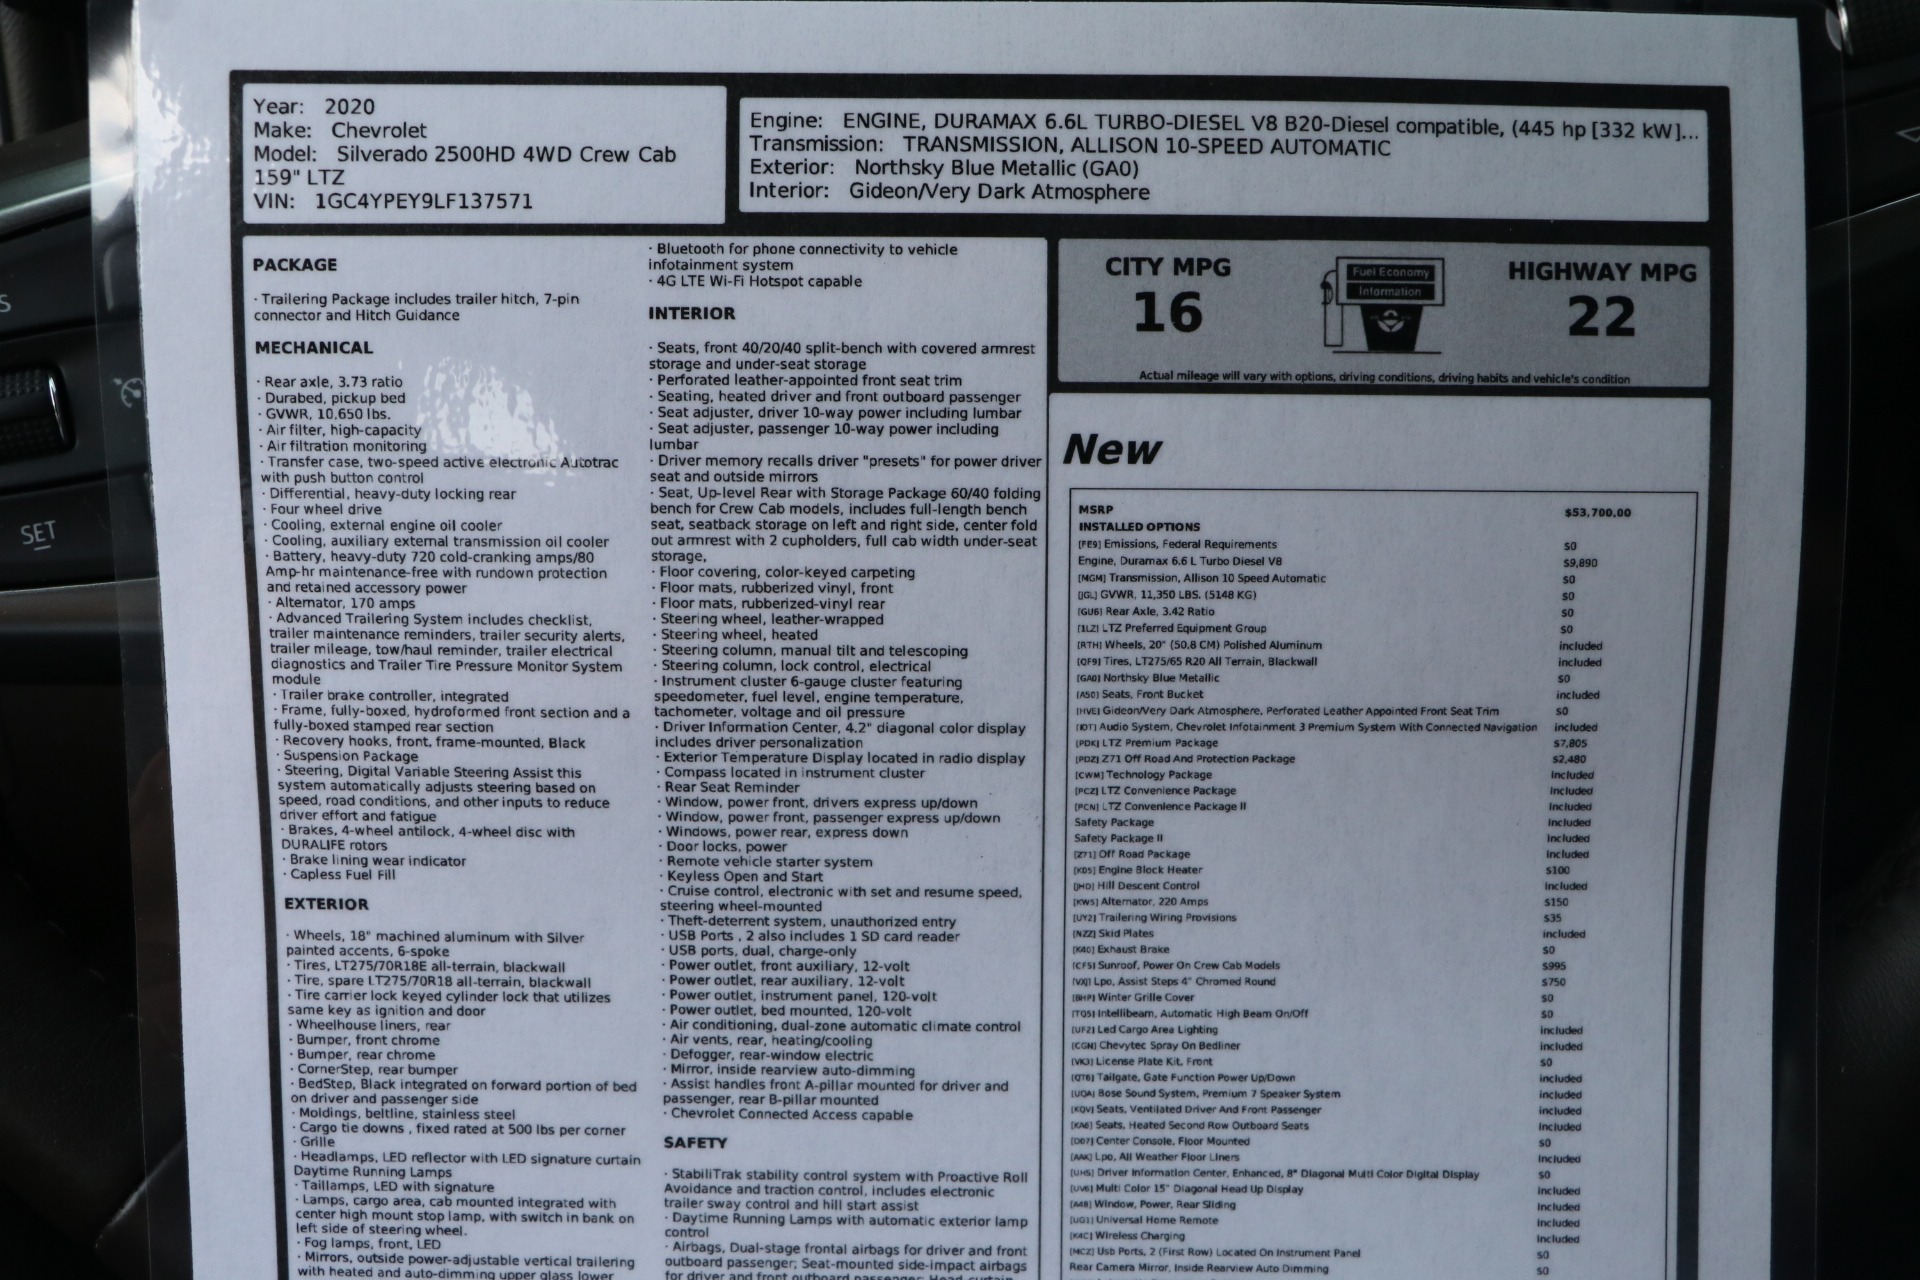 Year: 2020
Make: Chevrolet
Model: Silverado 2500HD 4WD Crew Cab
159" LTZ
VIN: 1GC4YPEY9LF137571
Engine: ENGINE, DURAMAX 6.6L TURBO-DIESEL V8 B20-Diesel compatible, (445 hp [332 kW]...
Transmission: TRANSMISSION, ALLISON 10-SPEED AUTOMATIC
Exterior: Northsky Blue Metallic (GA0)
Interior: Gideon/Very Dark Atmosphere
PACKAGE
· Trailering Package includes trailer hitch, 7-pin
connector and Hitch Guidance
MECHANICAL
· Rear axle, 3.73 ratio
· Durabed, pickup bed
· GVWR, 10,650 lbs.
· Air filter, high-capacity
· Air filtration monitoring
· Transfer case, two-speed active electronic Autotrac
with push button control
· Differential, heavy-duty locking rear
· Four wheel drive
· Cooling, external engine oil cooler
· Cooling, auxiliary external transmission oil cooler
· Battery, heavy-duty 720 cold-cranking amps/80
Amp-hr maintenance-free with rundown protection
and retained accessory power
· Alternator, 170 amps
· Advanced Trailering System includes checklist,
trailer maintenance reminders, trailer security alerts,
trailer mileage, tow/haul reminder, trailer electrical
diagnostics and Trailer Tire Pressure Monitor System
module
· Trailer brake controller, integrated
· Frame, fully-boxed, hydroformed front section and a
fully-boxed stamped rear section
· Recovery hooks, front, frame-mounted, Black
· Suspension Package
· Steering, Digital Variable Steering Assist this
system automatically adjusts steering based on
speed, road conditions, and other inputs to reduce
driver effort and fatigue
· Brakes, 4-wheel antilock, 4-wheel disc with
DURALIFE rotors
· Brake lining wear indicator
· Capless Fuel Fill
EXTERIOR
· Wheels, 18" machined aluminum with Silver
painted accents, 6-spoke
· Tires, LT275/70R18E all-terrain, blackwall
· Tire, spare LT275/70R18 all-terrain, blackwall
· Tire carrier lock keyed cylinder lock that utilizes
same key as ignition and door
· Wheelhouse liners, rear
· Bumper, front chrome
· Bumper, rear chrome
· CornerStep, rear bumper
· BedStep, Black integrated on forward portion of bed
on driver and passenger side
· Moldings, beltline, stainless steel
· Cargo tie downs , fixed rated at 500 lbs per corner
· Grille
· Headlamps, LED reflector with LED signature curtain
Daytime Running Lamps
· Taillamps, LED with signature
· Lamps, cargo area, cab mounted integrated with
center high mount stop lamp, with switch in bank on
left side of steering wheel.
· Fog lamps, front, LED
· Mirrors, outside power-adjustable vertical trailering
with heated and auto-dimming upper glass lower
· Bluetooth for phone connectivity to vehicle
infotainment system
· 4G LTE Wi-Fi Hotspot capable
INTERIOR
· Seats, front 40/20/40 split-bench with covered armrest
storage and under-seat storage
· Perforated leather-appointed front seat trim
· Seating, heated driver and front outboard passenger
· Seat adjuster, driver 10-way power including lumbar
· Seat adjuster, passenger 10-way power including
lumbar
· Driver memory recalls driver "presets" for power driver
seat and outside mirrors
· Seat, Up-level Rear with Storage Package 60/40 folding
bench for Crew Cab models, includes full-length bench
seat, seatback storage on left and right side, center fold
out armrest with 2 cupholders, full cab width under-seat
storage,
· Floor covering, color-keyed carpeting
· Floor mats, rubberized vinyl, front
· Floor mats, rubberized-vinyl rear
· Steering wheel, leather-wrapped
· Steering wheel, heated
· Steering column, manual tilt and telescoping
· Steering column, lock control, electrical
· Instrument cluster 6-gauge cluster featuring
speedometer, fuel level, engine temperature,
tachometer, voltage and oil pressure
· Driver Information Center, 4.2" diagonal color display
includes driver personalization
· Exterior Temperature Display located in radio display
· Compass located in instrument cluster
· Rear Seat Reminder
· Window, power front, drivers express up/down
· Window, power front, passenger express up/down
· Windows, power rear, express down
· Door locks, power
· Remote vehicle starter system
· Keyless Open and Start
· Cruise control, electronic with set and resume speed,
steering wheel-mounted
· Theft-deterrent system, unauthorized entry
· USB Ports , 2 also includes 1 SD card reader
· USB ports, dual, charge-only
· Power outlet, front auxiliary, 12-volt
· Power outlet, rear auxiliary, 12-volt
· Power outlet, instrument panel, 120-volt
· Power outlet, bed mounted, 120-volt
· Air conditioning, dual-zone automatic climate control
· Air vents, rear, heating/cooling
· Defogger, rear-window electric
· Mirror, inside rearview auto-dimming
· Assist handles front A-pillar mounted for driver and
passenger, rear B-pillar mounted
· Chevrolet Connected Access capable
SAFETY
· StabiliTrak stability control system with Proactive Roll
Avoidance and traction control, includes electronic
trailer sway control and hill start assist
· Daytime Running Lamps with automatic exterior lamp
control
· Airbags, Dual-stage frontal airbags for driver and front
outboard passenger; Seat-mounted side-impact airbags
for driver and front outboard passenger; Head-curtain
CITY MPG
16
Fuel Economy
Information
HIGHWAY MPG
22
Actual mileage will vary with options, driving conditions, driving habits and vehicle's condition
New
MSRP $53,700.00
INSTALLED OPTIONS
[FE9] Emissions, Federal Requirements $0
Engine, Duramax 6.6 L Turbo Diesel V8 $9,890
[MGM] Transmission, Allison 10 Speed Automatic $0
[JGL] GVWR, 11,350 LBS. (5148 KG) $0
[GU6] Rear Axle, 3.42 Ratio $0
[1LZ] LTZ Preferred Equipment Group $0
[RTH] Wheels, 20" (50.8 CM) Polished Aluminum Included
[QF9] Tires, LT275/65 R20 All Terrain, Blackwall Included
[GA0] Northsky Blue Metallic $0
[A50] Seats, Front Bucket Included
[HVE] Gideon/Very Dark Atmosphere, Perforated Leather Appointed Front Seat Trim $0
[IOT] Audio System, Chevrolet Infotainment 3 Premium System With Connected Navigation Included
[PDK] LTZ Premium Package $7,805
[PDZ] Z71 Off Road And Protection Package $2,480
[CWM] Technology Package Included
[PCZ] LTZ Convenience Package Included
[PCN] LTZ Convenience Package II Included
Safety Package Included
Safety Package II Included
[Z71] Off Road Package Included
[K05] Engine Block Heater $100
[JHD] Hill Descent Control Included
[KW5] Alternator, 220 Amps $150
[UY2] Trailering Wiring Provisions $35
[NZZ] Skid Plates Included
[K40] Exhaust Brake $0
[CF5] Sunroof, Power On Crew Cab Models $995
[VXJ] Lpo, Assist Steps 4" Chromed Round $750
[BHP] Winter Grille Cover $0
[TQ5] Intellibeam, Automatic High Beam On/Off $0
[UF2] Led Cargo Area Lighting Included
[CGN] Chevytec Spray On Bedliner Included
[VK3] License Plate Kit, Front $0
[QT6] Tailgate, Gate Function Power Up/Down Included
[UQA] Bose Sound System, Premium 7 Speaker System Included
[KQV] Seats, Ventilated Driver And Front Passenger Included
[KA6] Seats, Heated Second Row Outboard Seats Included
[D07] Center Console, Floor Mounted $0
[AAK] Lpo, All Weather Floor Liners Included
[UHS] Driver Information Center, Enhanced, 8" Diagonal Multi Color Digital Display $0
[UV6] Multi Color 15" Diagonal Head Up Display Included
[A48] Window, Power, Rear Sliding Included
[UG1] Universal Home Remote Included
[K4C] Wireless Charging Included
[MCZ] Usb Ports, 2 (First Row) Located On Instrument Panel $0
Rear Camera Mirror, Inside Rearview Auto Dimming $0
SET